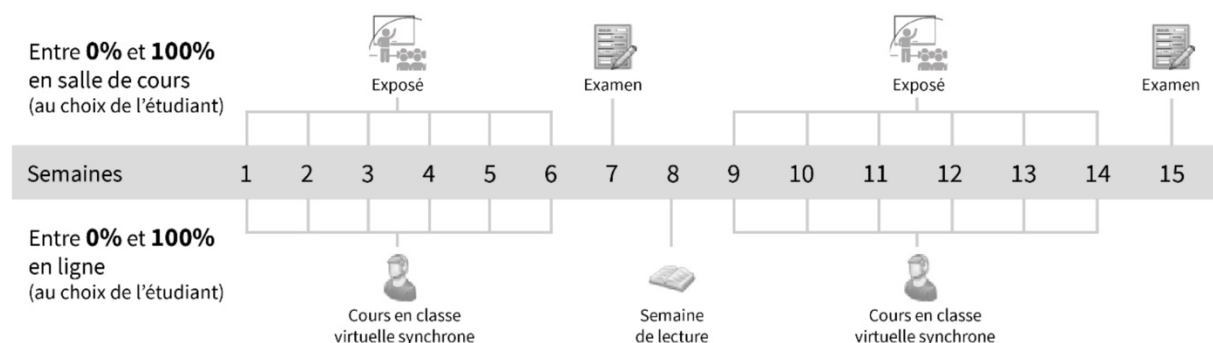 Entre 0% et 100%
en salle de cours
(au choix de l'étudiant)
Exposé
Examen
Exposé
Examen
Semaines 1 2 3 4 5 6 7 8 9 10 11 12 13 14 15
Entre 0% et 100%
en ligne
(au choix de l'étudiant)
Cours en classe
virtuelle synchrone
Semaine
de lecture
Cours en classe
virtuelle synchrone